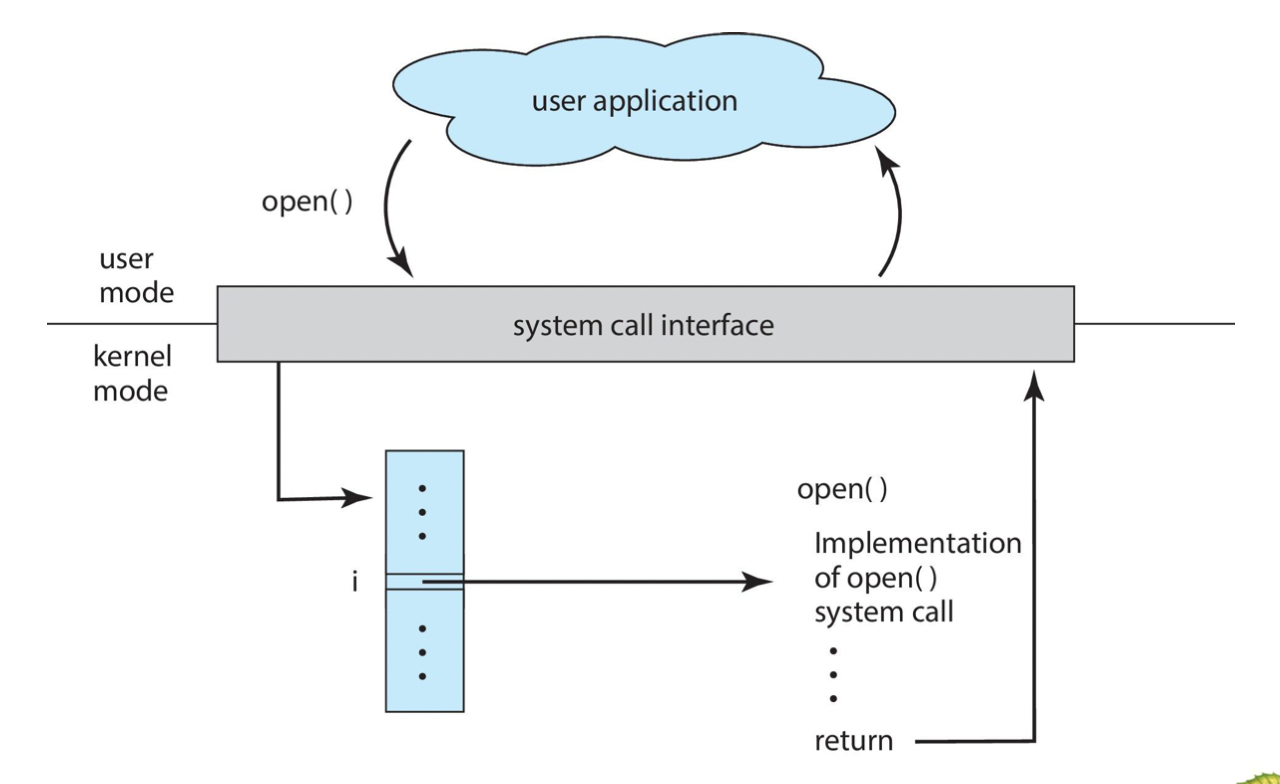 user application
open( )
user
mode
system call interface
kernel
mode
open( )
Implementation
i
of open( )
system call
return